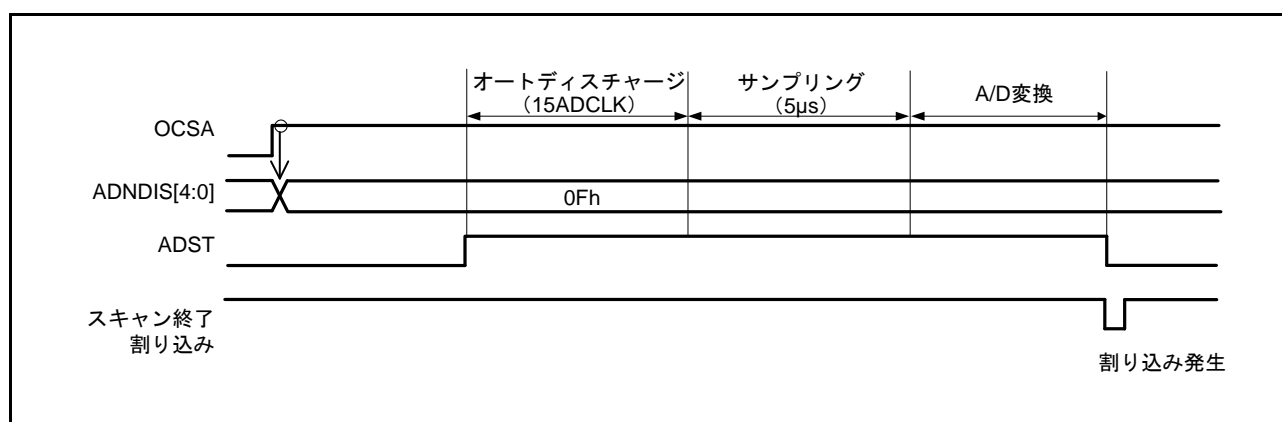 オートディスチャージ
(15ADCLK)
サンプリング
(5μs)
A/D変換
OCSA
ADNDIS[4:0]
0Fh
ADST
スキャン終了
割り込み
割り込み発生